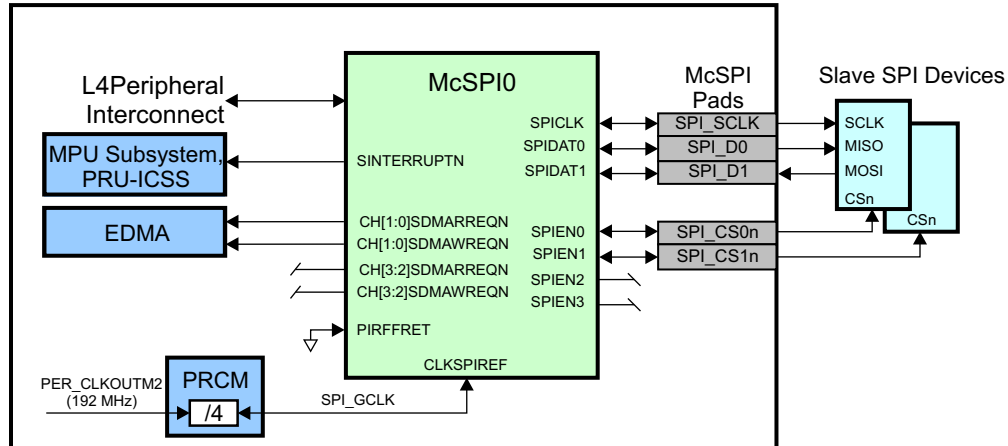 L4Peripheral
Interconnect
MPU Subsystem,
PRU-ICSS
EDMA
McSPI0
SINTERRUPTN
CH[1:0]SDMARREQN
CH[1:0]SDMAWREQN
CH[3:2]SDMARREQN
CH[3:2]SDMAWREQN
PIRFFRET
CLKSPIREF
SPICLK
SPIDAT0
SPIDAT1
SPIEN0
SPIEN1
SPIEN2
SPIEN3
McSPI
Pads
SPI_SCLK
SPI_D0
SPI_D1
SPI_CS0n
SPI_CS1n
Slave SPI Devices
SCLK
MISO
MOSI
CSn
CSn
PER_CLKOUTM2
(192 MHz)
PRCM
/4
SPI_GCLK